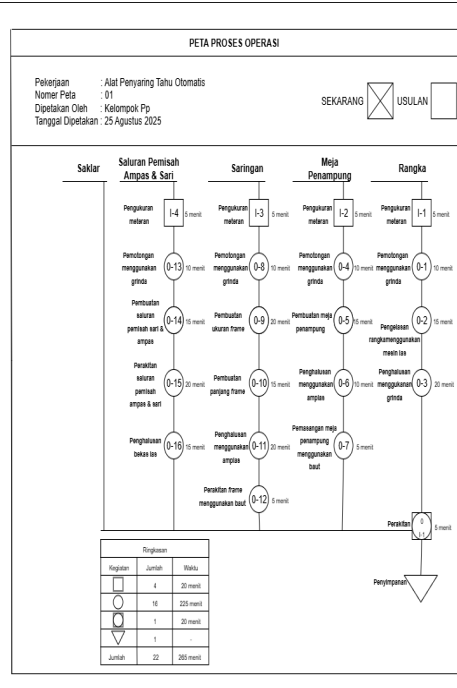 PETA PROSES OPERASI
Pekerjaan : Alat Penyaring Tahu Otomatis
Nomer Peta : 01
Dipetakan Oleh : Kelompok Pp
Tanggal Dipetakan : 25 Agustus 2025
SEKARANG
USULAN
Saklar
Saluran Pemisah
Ampas & Sari
Saringan
Meja
Penampung
Rangka
Pengukuran
meteran
I-4
5 menit
Pemotongan
menggunakan
grinda
0-13
10 menit
Pembuatan
saluran
pemisah sari &
ampas
0-14
15 menit
Perakitan
saluran
pemisah
ampas & sari
0-15
20 menit
Penghalusan
bekas las
0-16
15 menit
Pengukuran
meteran
I-3
5 menit
Pemotongan
menggunakan
grinda
0-8
10 menit
Pembuatan
ukuran frame
0-9
20 menit
Pembuatan
panjang frame
0-10
15 menit
Penghalusan
menggunakan
amplas
0-11
20 menit
Perakitan frame
menggunakan baut
0-12
5 menit
Pengukuran
meteran
I-2
5 menit
Pemotongan
menggunakan
grinda
0-4
10 menit
Pembuatan meja
penampung
0-5
15 menit
Penghalusan
menggunakan
amplas
0-6
10 menit
Pemasangan meja
penampung
menggunakan
baut
0-7
5 menit
Pengukuran
meteran
I-1
5 menit
Pemotongan
menggunakan
grinda
0-1
10 menit
Pengelasan
rangkamenggunakan
mesin las
0-2
15 menit
Penghalusan
menggukanan
grinda
0-3
20 menit
Perakitan
0
I-1
5 menit
Penyimpanan
Ringkasan
Kegiatan Jumlah Waktu
4 20 menit
16 225 menit
1 20 menit
1 -
Jumlah 22 265 menit